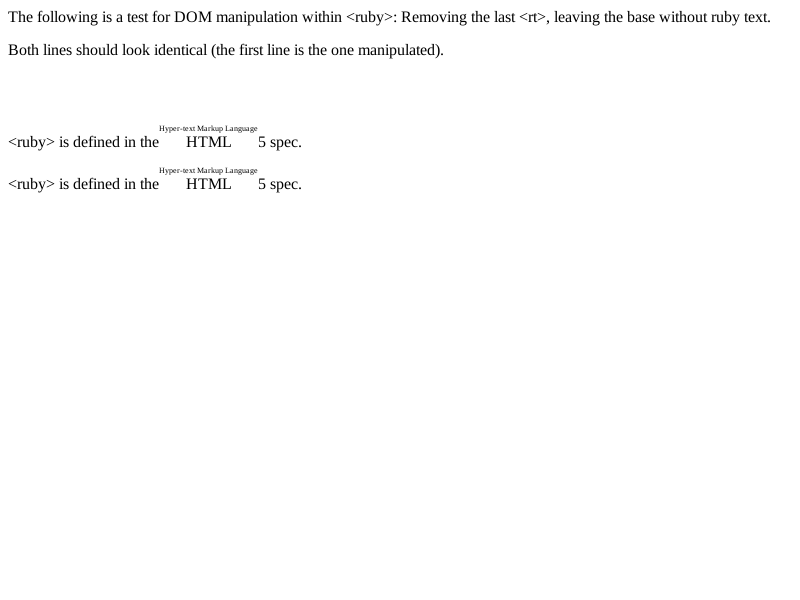 The following is a test for DOM manipulation within <ruby>: Removing the last <rt>, leaving the base without ruby text.
Both lines should look identical (the first line is the one manipulated).
Hyper-text Markup Language
<ruby> is defined in the HTML 5 spec.
Hyper-text Markup Language
<ruby> is defined in the HTML 5 spec.